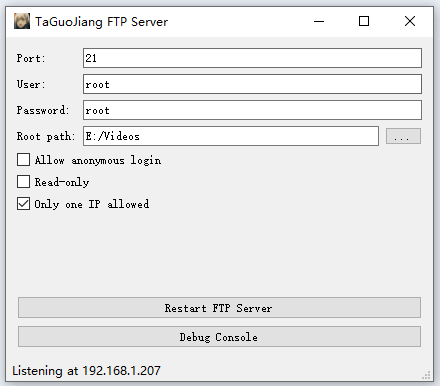 TaGuoJiang FTP Server
Port: 21
User: root
Password: root
Root path: E:/Videos ...
Allow anonymous login
Read-only
Only one IP allowed
Restart FTP Server
Debug Console
Listening at 192.168.1.207